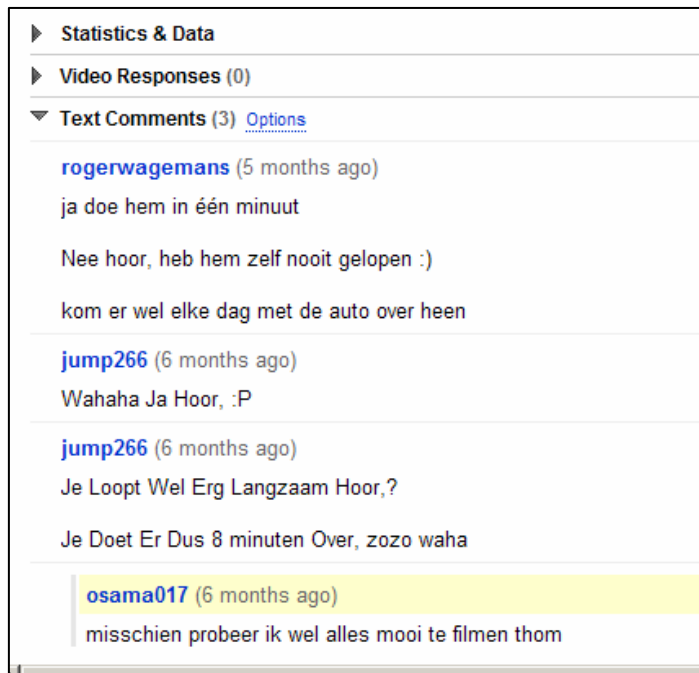 Statistics & Data
Video Responses (0)
Text Comments (3) Options
rogerwagemans (5 months ago)
ja doe hem in één minuut
Nee hoor, heb hem zelf nooit gelopen :)
kom er wel elke dag met de auto over heen
jump266 (6 months ago)
Wahaha Ja Hoor, :P
jump266 (6 months ago)
Je Loopt Wel Erg Langzaam Hoor,?
Je Doet Er Dus 8 minuten Over, zozo waha
osama017 (6 months ago)
misschien probeer ik wel alles mooi te filmen thom